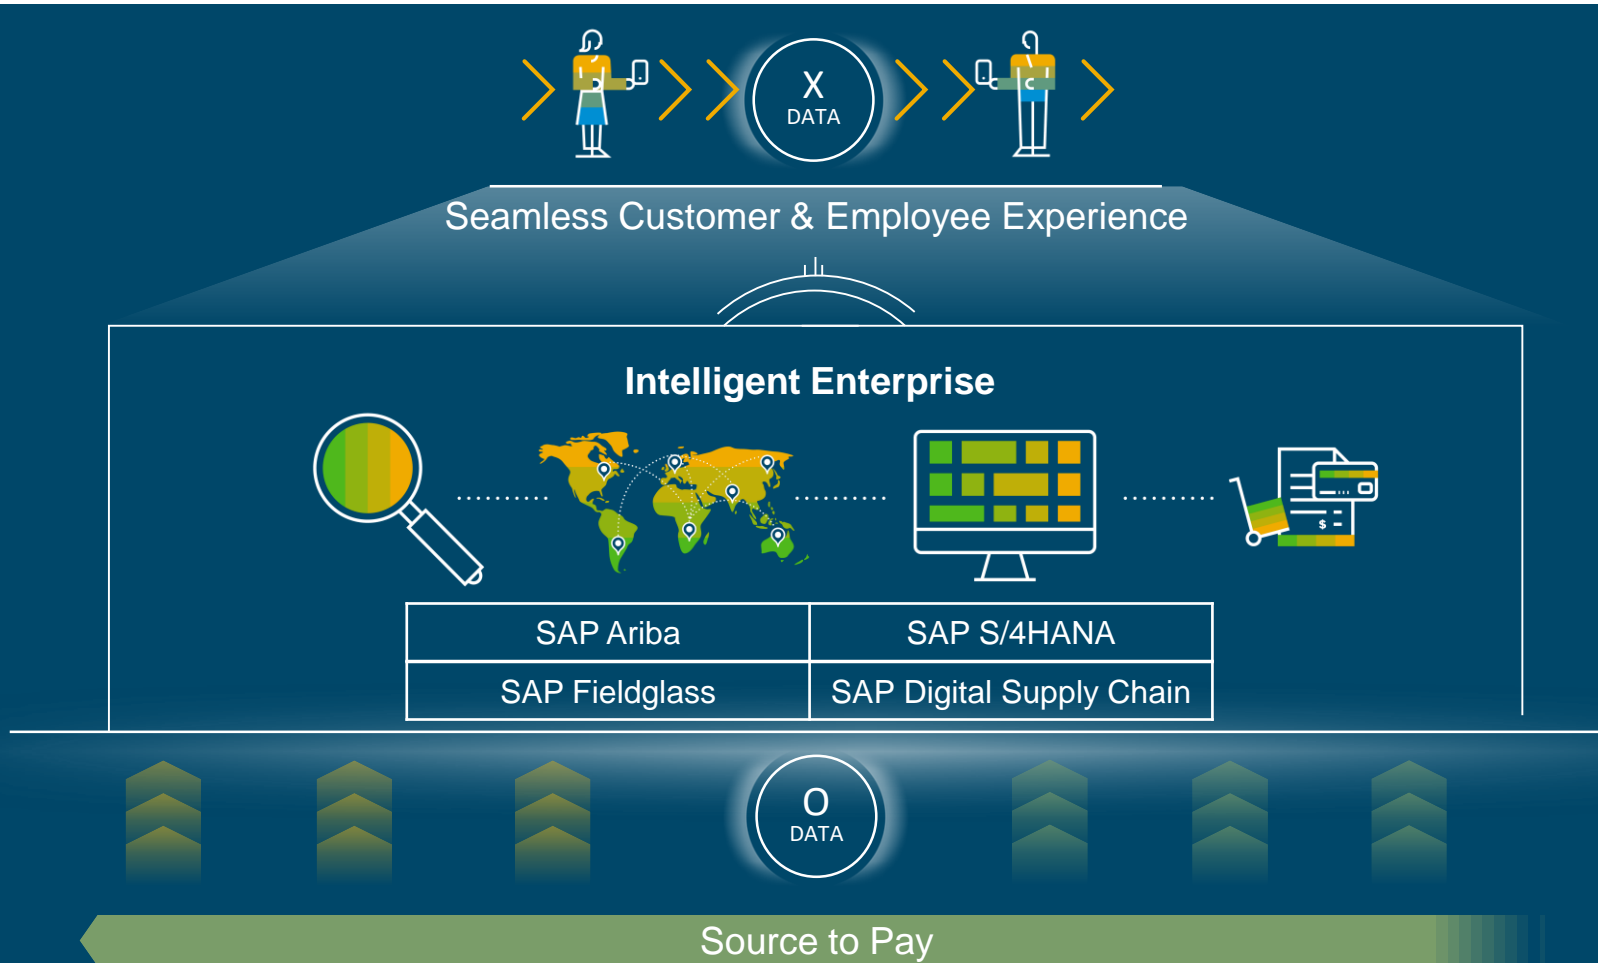 X
DATA
Seamless Customer & Employee Experience
Intelligent Enterprise
$
SAP Ariba
SAP S/4HANA
SAP Fieldglass
SAP Digital Supply Chain
O
DATA
Source to Pay